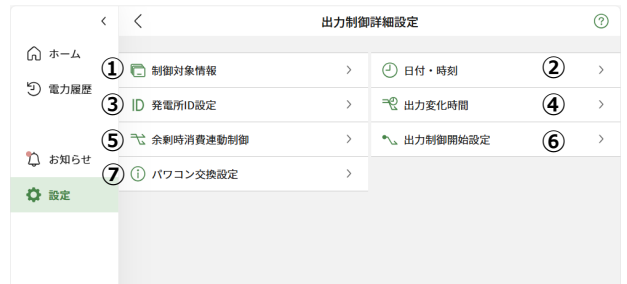 出力制御詳細設定
ホーム
電力履歴
お知らせ
設定
① 制御対象情報
日付・時刻 ②
③ ID 発電所ID設定
出力変化時間 ④
⑤ 余剰時消費連動制御
出力制御開始設定 ⑥
⑦ パワコン交換設定